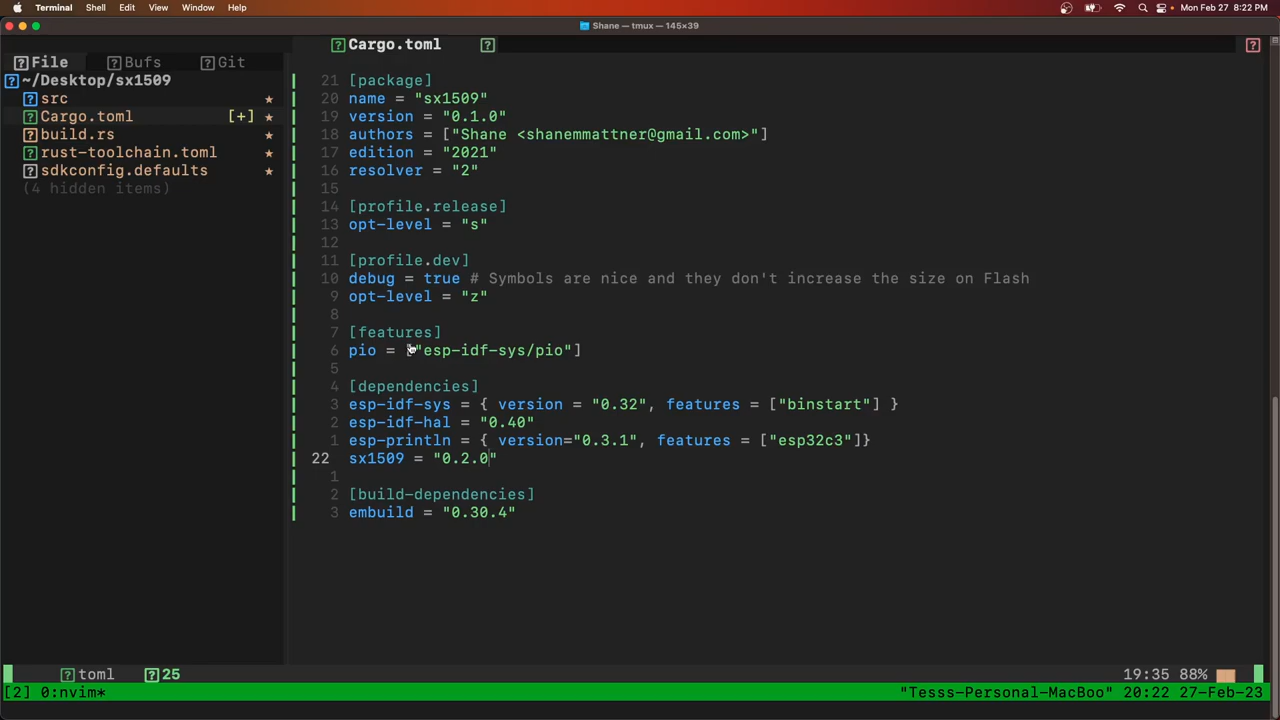 Terminal Shell Edit View Window Help Mon Feb 27 8:22 PM
Shane — tmux — 145×39
File Bufs Git Cargo.toml
~/Desktop/sx1509
src ★
Cargo.toml [+] ★
build.rs ★
rust-toolchain.toml ★
sdkconfig.defaults ★
(4 hidden items)
21 [package]
20 name = "sx1509"
19 version = "0.1.0"
18 authors = ["Shane <shanemmattner@gmail.com>"]
17 edition = "2021"
16 resolver = "2"
15
14 [profile.release]
13 opt-level = "s"
12
11 [profile.dev]
10 debug = true # Symbols are nice and they don't increase the size on Flash
9 opt-level = "z"
8
7 [features]
6 pio = ["esp-idf-sys/pio"]
5
4 [dependencies]
3 esp-idf-sys = { version = "0.32", features = ["binstart"] }
2 esp-idf-hal = "0.40"
1 esp-println = { version="0.3.1", features = ["esp32c3"]}
22 sx1509 = "0.2.0"
1
2 [build-dependencies]
3 embuild = "0.30.4"
toml 25 19:35 88%
[2] 0:nvim* "Tesss-Personal-MacBoo" 20:22 27-Feb-23